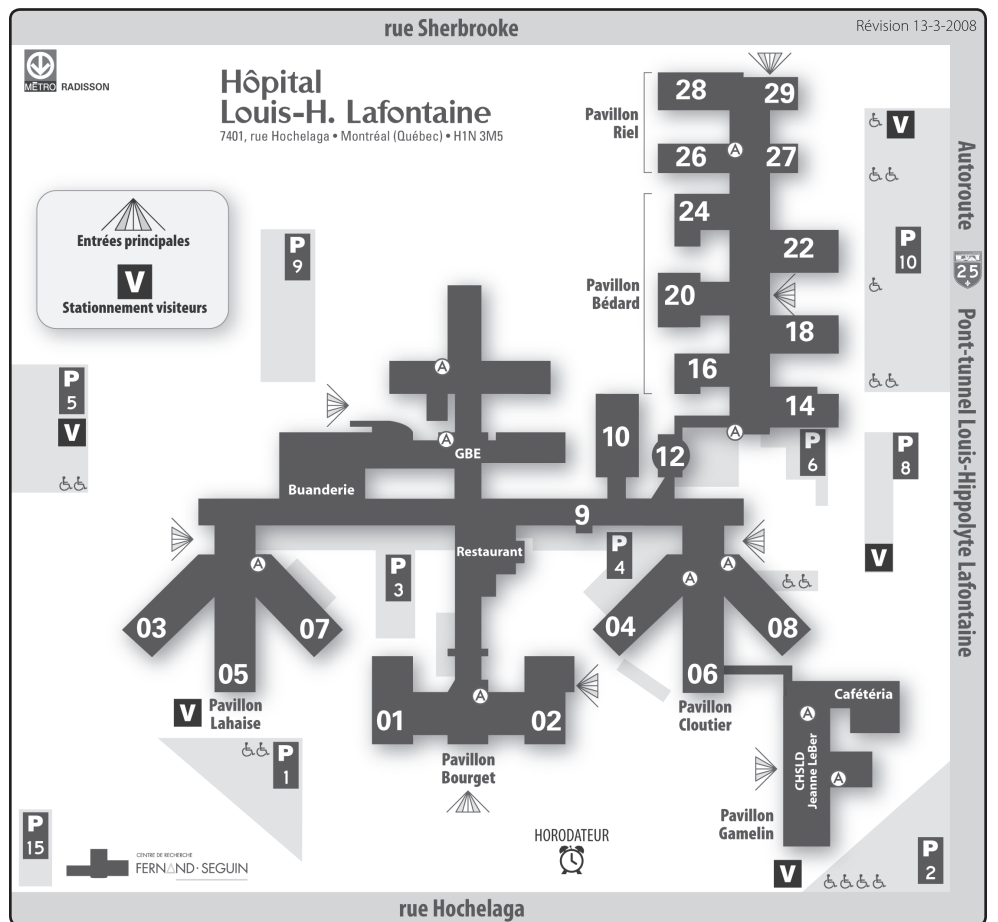 rue Sherbrooke
Révision 13-3-2008
MÉTRO RADISSON
Hôpital
Louis-H. Lafontaine
7401, rue Hochelaga • Montréal (Québec) • H1N 3M5
Entrées principales
V
Stationnement visiteurs
Pavillon
Riel
28
29
26
A
27
Pavillon
Bédard
24
22
20
18
16
14
A
V
P
10
Autoroute
25
Pont-tunnel Louis-Hippolyte Lafontaine
P
9
P
5
V
A
A
GBE
Buanderie
10
12
P
6
P
8
V
9
Restaurant
P
3
P
4
A
03
07
05
V
Pavillon
Lahaise
A
A
04
08
06
Pavillon
Cloutier
01
A
02
Pavillon
Bourget
Cafétéria
A
CHSLD
Jeanne LeBer
A
Pavillon
Gamelin
P
1
P
15
CENTRE DE RECHERCHE
FERNAND·SEGUIN
HORODATEUR
V
P
2
rue Hochelaga